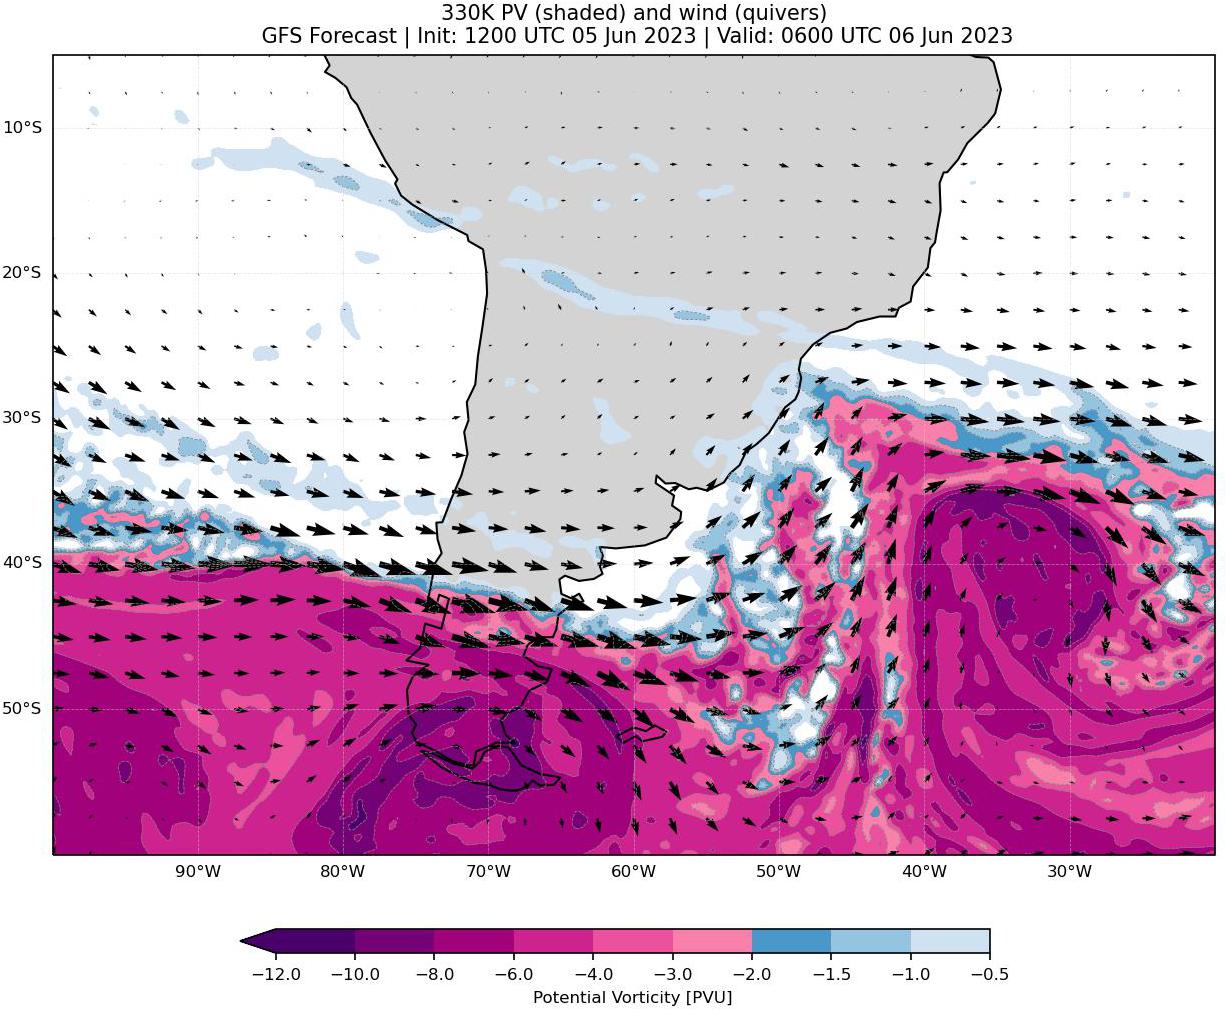 330K PV (shaded) and wind (quivers)
GFS Forecast | Init: 1200 UTC 05 Jun 2023 | Valid: 0600 UTC 06 Jun 2023
10°S
20°S
30°S
40°S
50°S
90°W 80°W 70°W 60°W 50°W 40°W 30°W
−12.0 −10.0 −8.0 −6.0 −4.0 −3.0 −2.0 −1.5 −1.0 −0.5
Potential Vorticity [PVU]